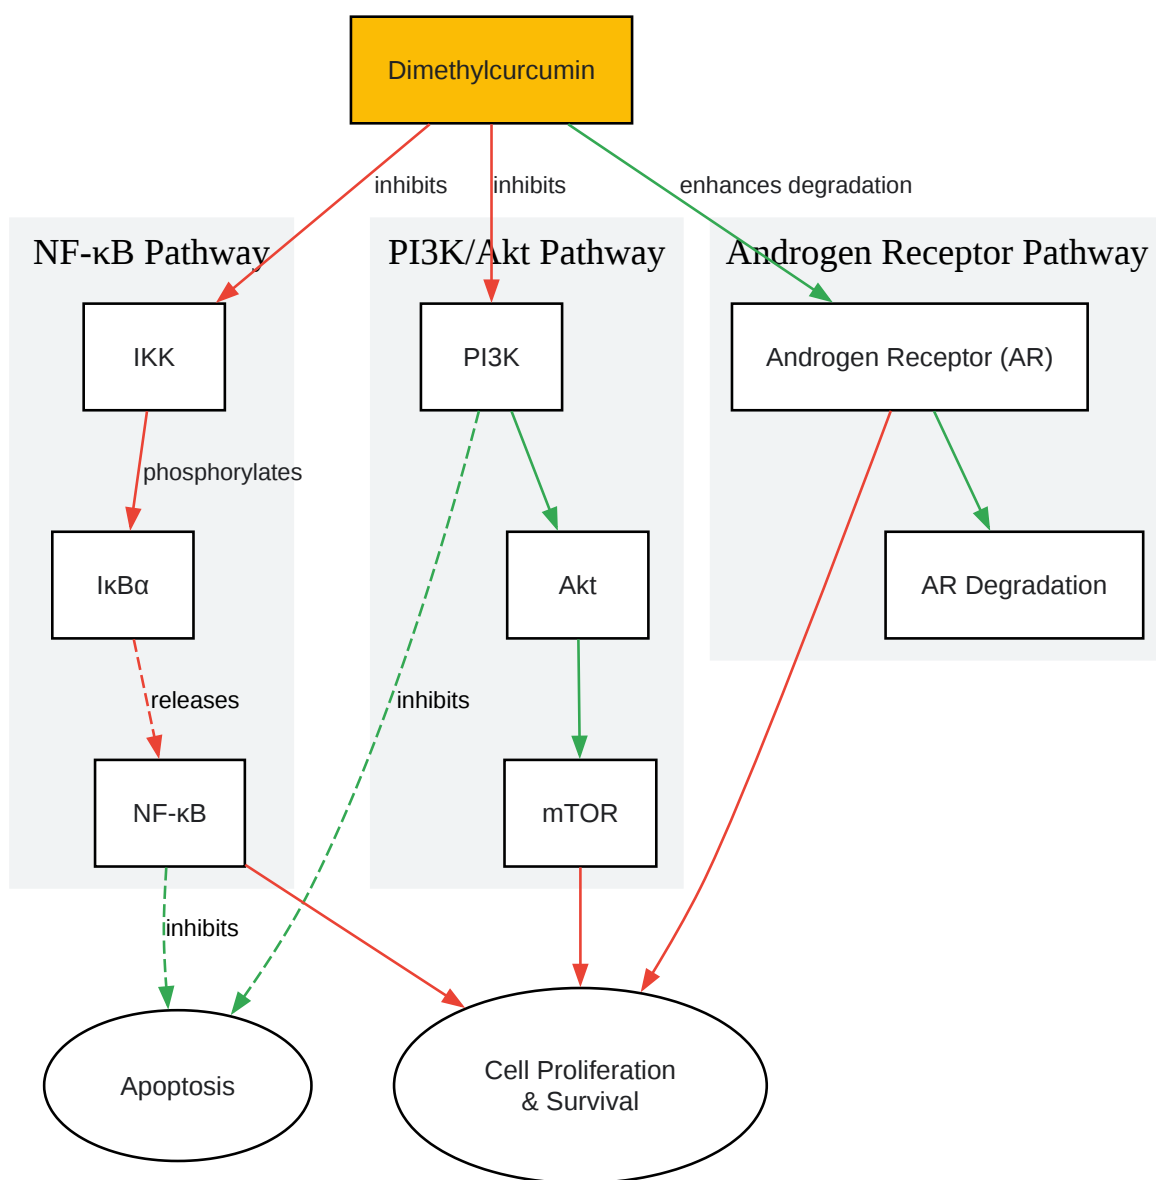 Dimethylcurcumin
inhibits
inhibits
enhances degradation
NF-κB Pathway
PI3K/Akt Pathway
Androgen Receptor Pathway
IKK
PI3K
Androgen Receptor (AR)
phosphorylates
IκBα
Akt
AR Degradation
releases
inhibits
NF-κB
mTOR
inhibits
Apoptosis
Cell Proliferation
& Survival